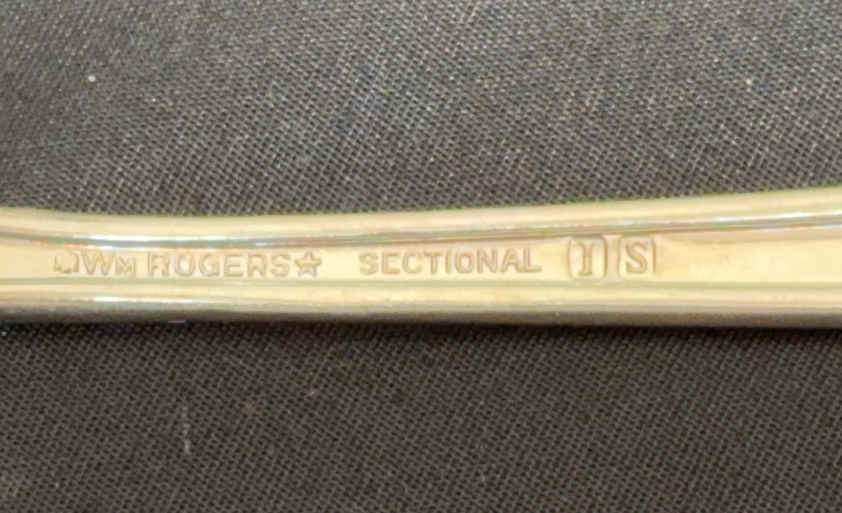 Wm ROGERS☆ SECTIONAL I S